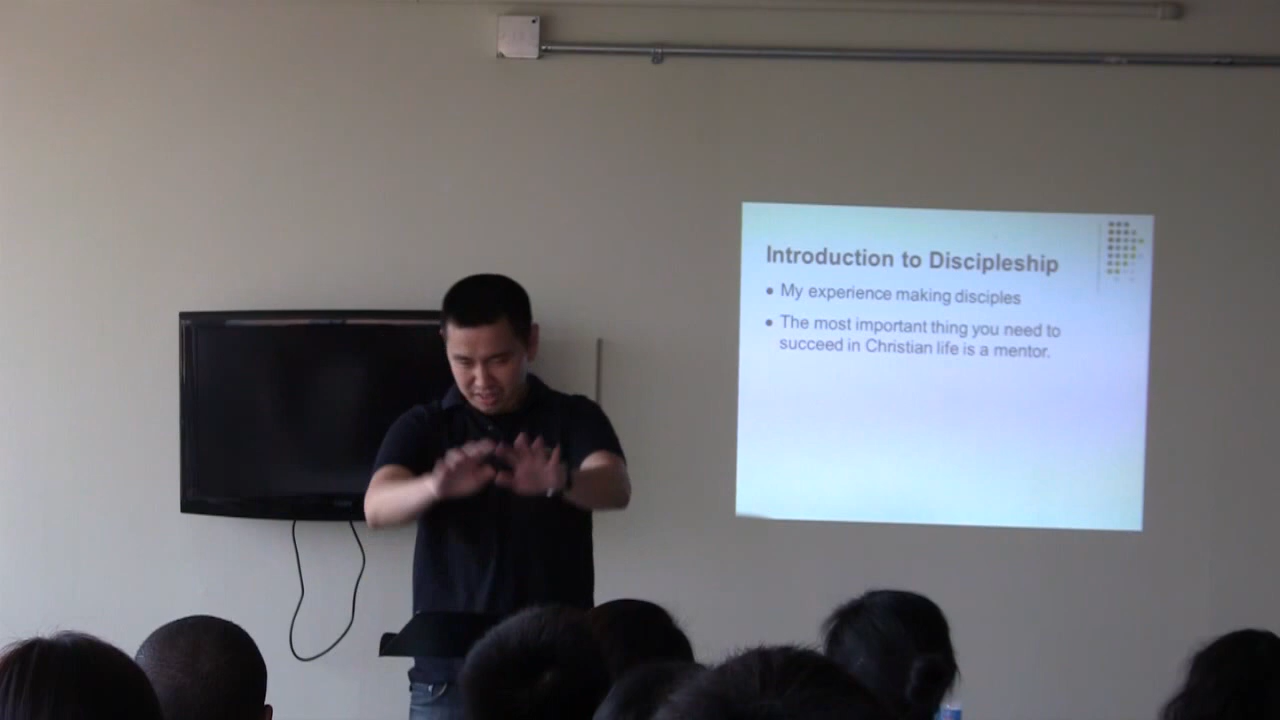 Introduction to Discipleship
● My experience making disciples
● The most important thing you need to
succeed in Christian life is a mentor.